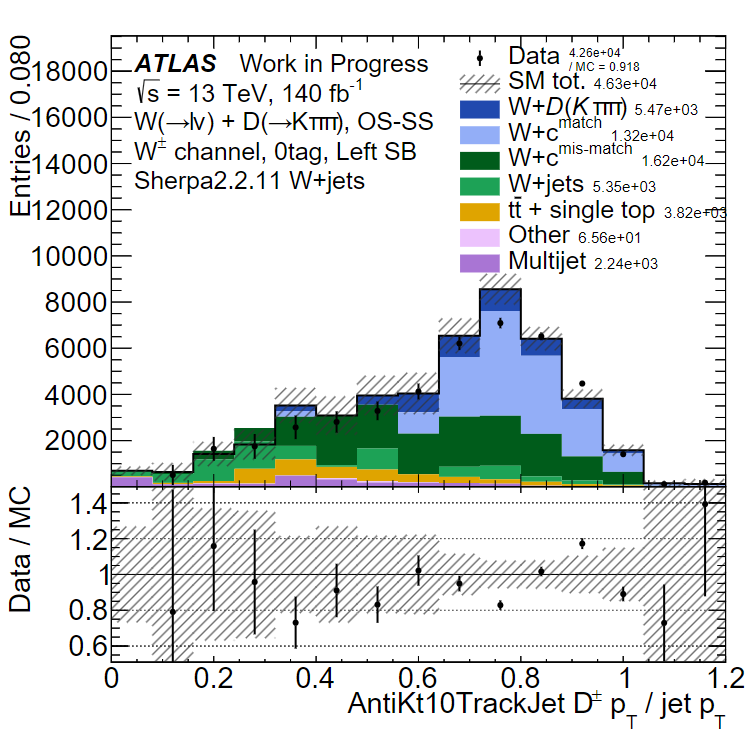 ATLAS Work in Progress
√s = 13 TeV, 140 fb-1
W(→lν) + D(→Kππ), OS-SS
W± channel, 0tag, Left SB
Sherpa2.2.11 W+jets
Data 4.26e+04 / MC = 0.918
SM tot. 4.63e+04
W+D(Kππ) 5.47e+03
W+c match 1.32e+04
W+c mis-match 1.62e+04
W+jets 5.35e+03
tt̄ + single top 3.82e+03
Other 6.56e+01
Multijet 2.24e+03
Entries / 0.080
18000
16000
14000
12000
10000
8000
6000
4000
2000
Data / MC
1.4
1.2
1
0.8
0.6
0 0.2 0.4 0.6 0.8 1 1.2
AntiKt10TrackJet D± pT / jet pT